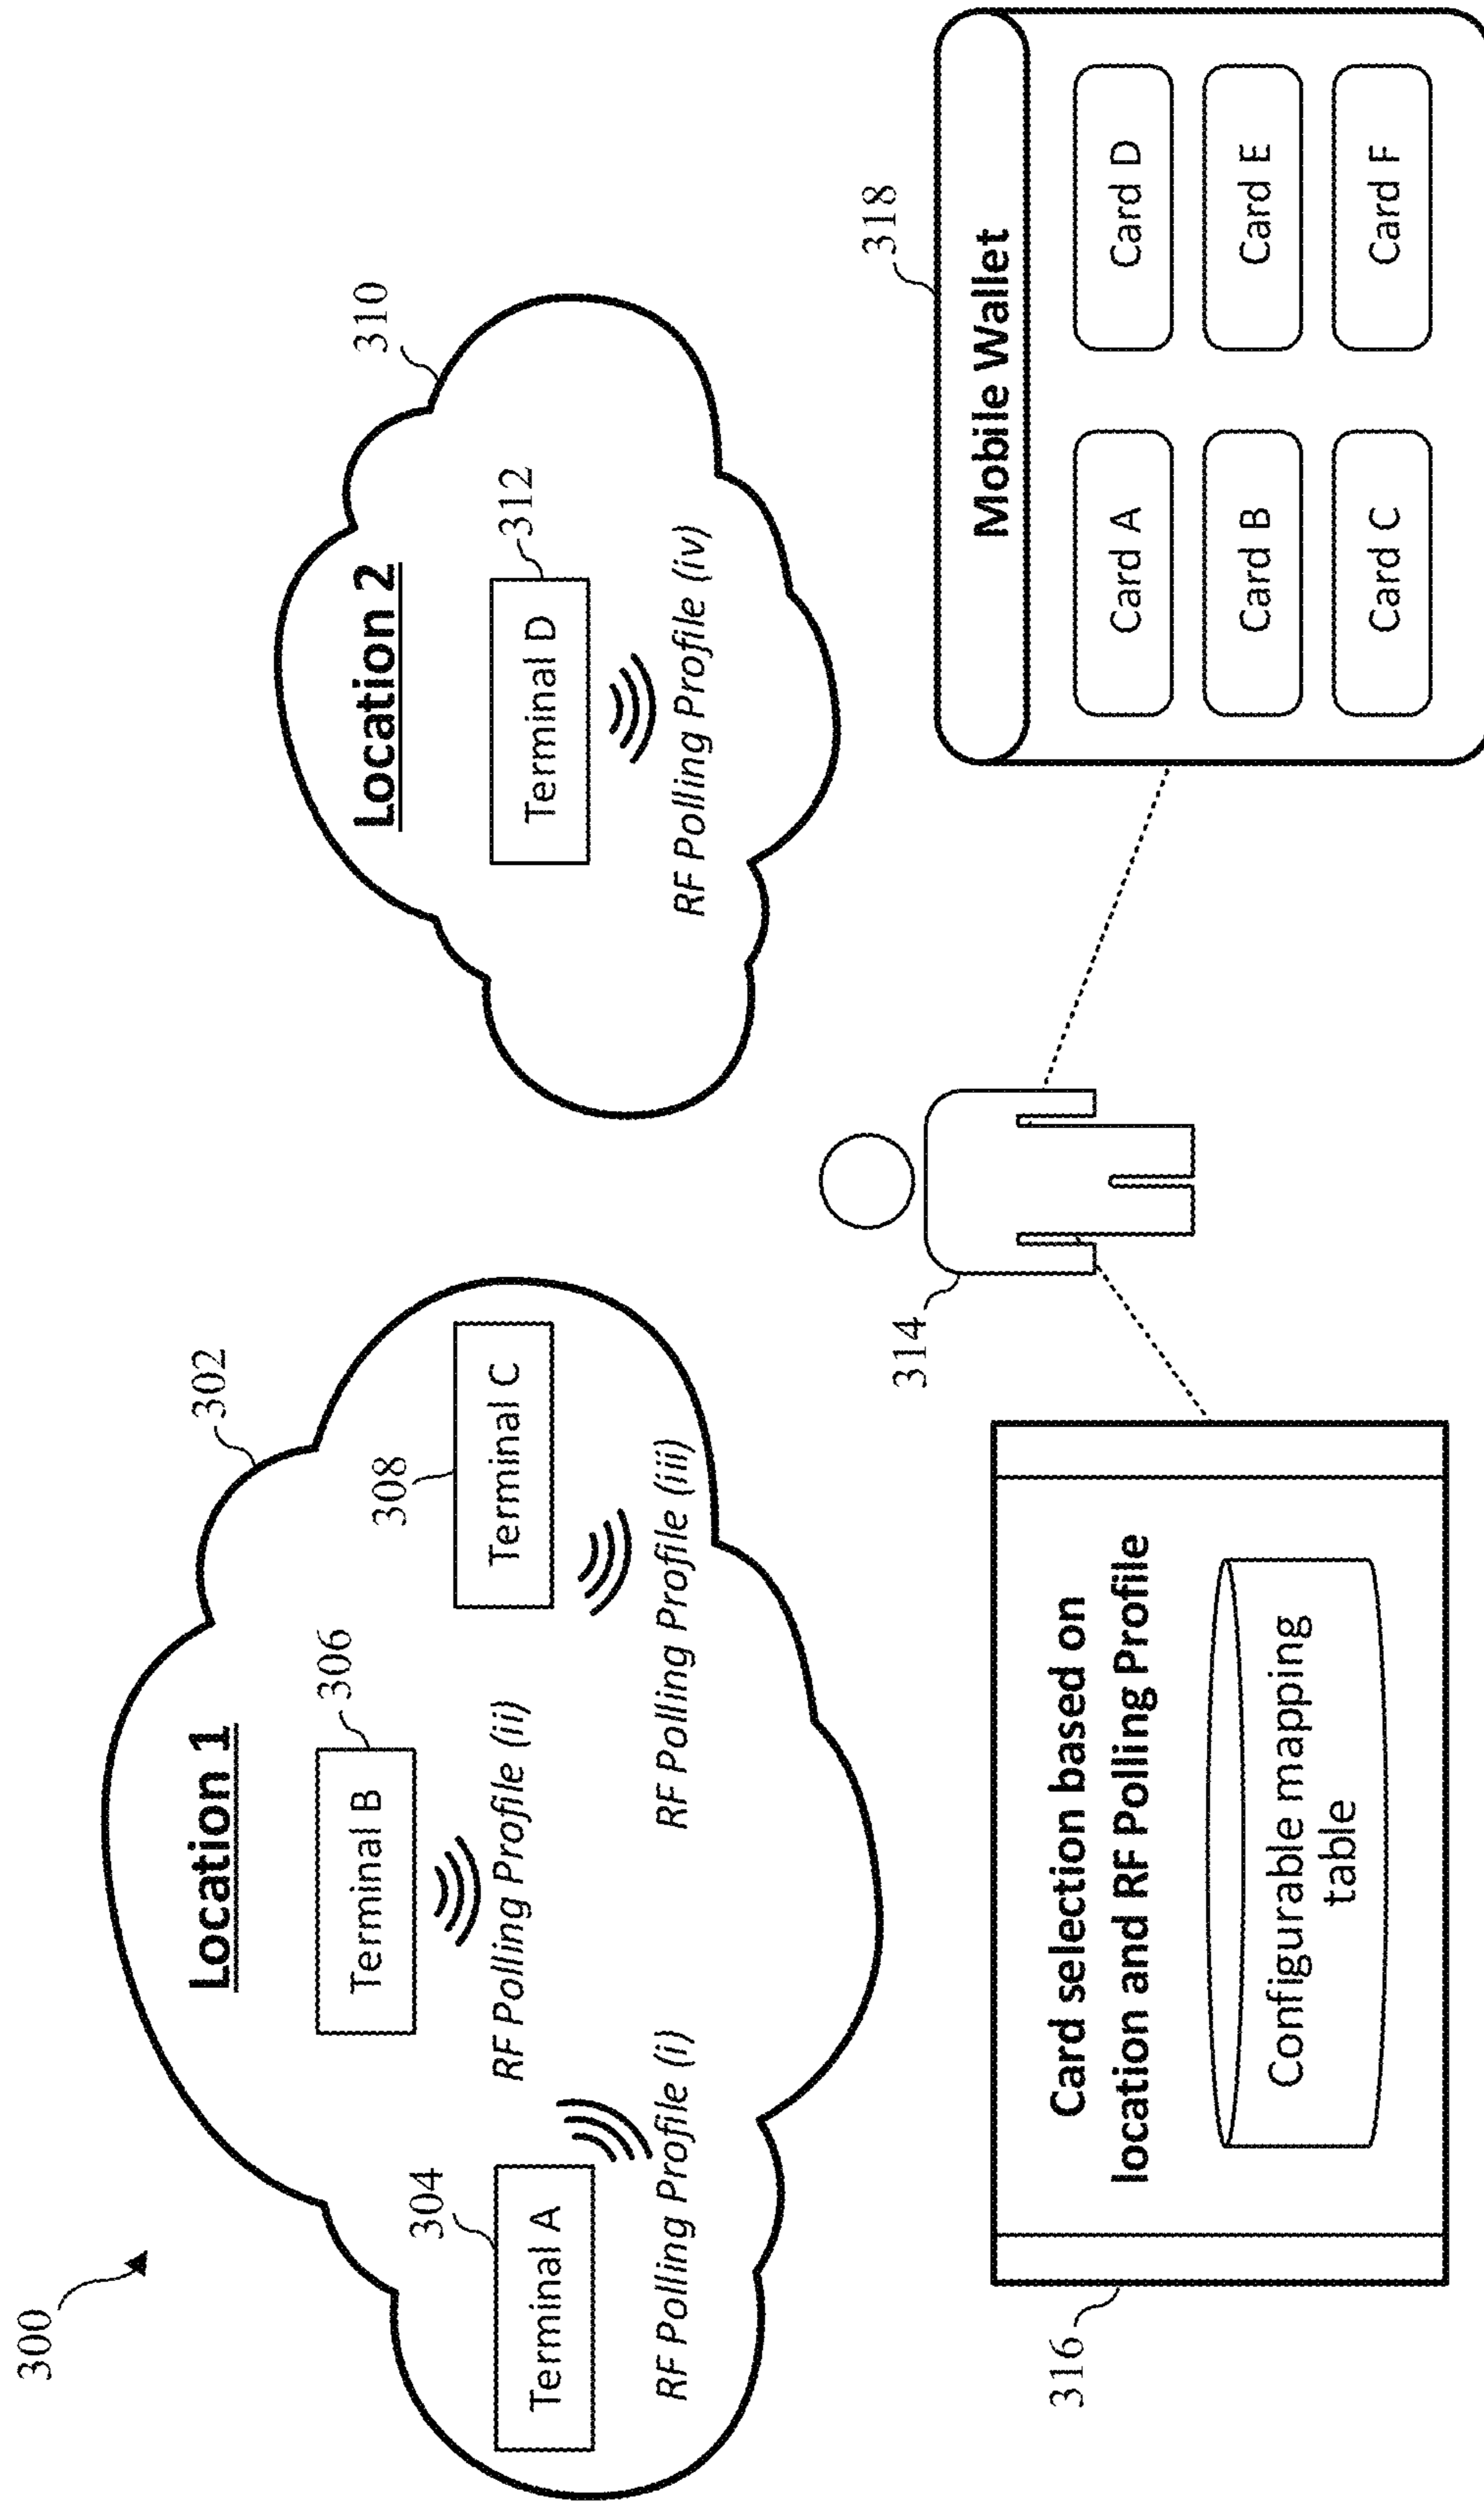 300
302
Location 1
304
Terminal A
RF Polling Profile (i)
306
Terminal B
RF Polling Profile (ii)
308
Terminal C
RF Polling Profile (iii)
310
Location 2
312
Terminal D
RF Polling Profile (iv)
314
316
Card selection based on
location and RF Polling Profile
Configurable mapping
table
318
Mobile Wallet
Card A
Card D
Card B
Card E
Card C
Card F